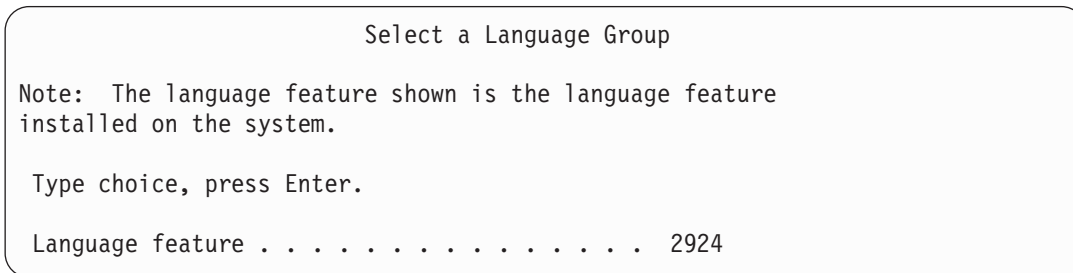 Select a Language Group
Note:  The language feature shown is the language feature
installed on the system.
Type choice, press Enter.
Language feature . . . . . . . . . . . . . . .  2924